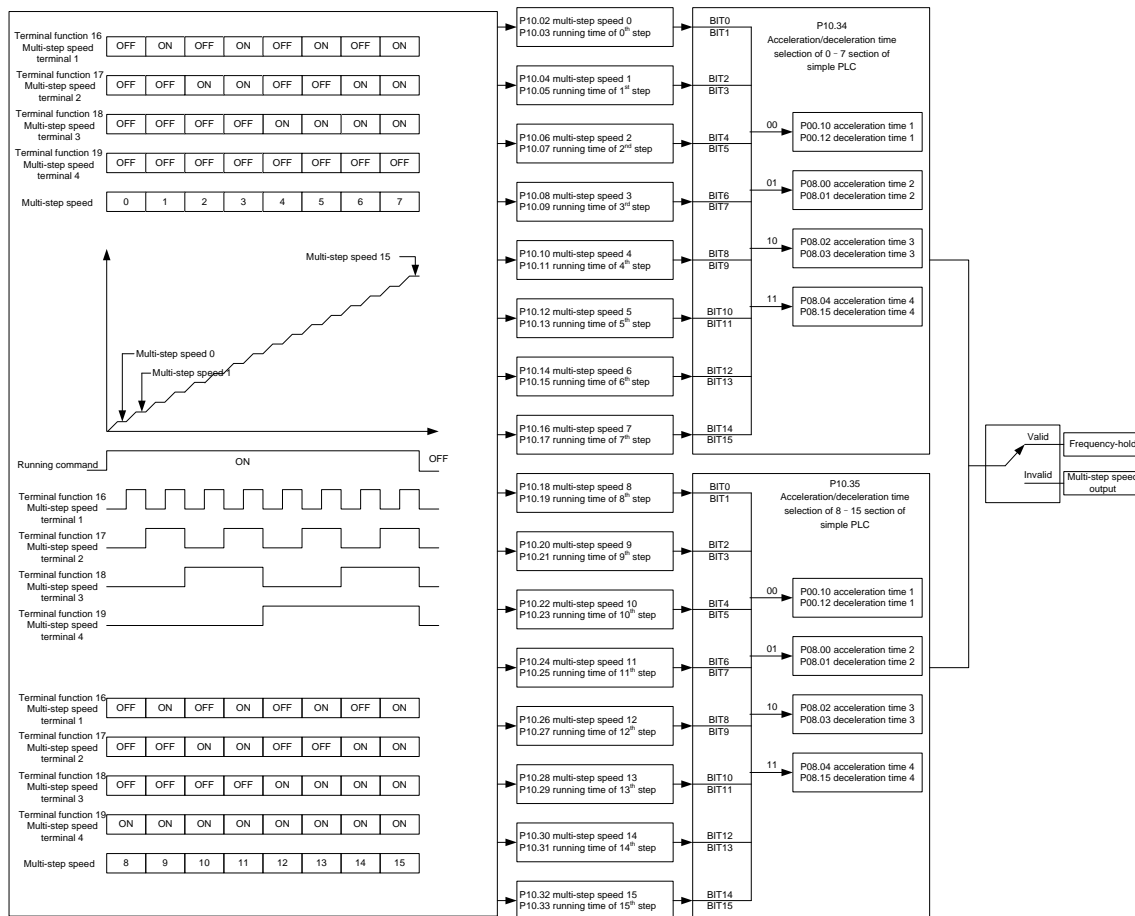 Terminal function 16
Multi-step speed
terminal 1
OFF ON OFF ON OFF ON OFF ON
Terminal function 17
Multi-step speed
terminal 2
OFF OFF ON ON OFF OFF ON ON
Terminal function 18
Multi-step speed
terminal 3
OFF OFF OFF OFF ON ON ON ON
Terminal function 19
Multi-step speed
terminal 4
OFF OFF OFF OFF OFF OFF OFF OFF
Multi-step speed 0 1 2 3 4 5 6 7
Multi-step speed 15
Multi-step speed 0
Multi-step speed 1
Running command ON OFF
Terminal function 16
Multi-step speed
terminal 1
Terminal function 17
Multi-step speed
terminal 2
Terminal function 18
Multi-step speed
terminal 3
Terminal function 19
Multi-step speed
terminal 4
Terminal function 16
Multi-step speed
terminal 1
OFF ON OFF ON OFF ON OFF ON
Terminal function 17
Multi-step speed
terminal 2
OFF OFF ON ON OFF OFF ON ON
Terminal function 18
Multi-step speed
terminal 3
OFF OFF OFF OFF ON ON ON ON
Terminal function 19
Multi-step speed
terminal 4
ON ON ON ON ON ON ON ON
Multi-step speed 8 9 10 11 12 13 14 15
P10.02 multi-step speed 0
P10.03 running time of 0th step
P10.04 multi-step speed 1
P10.05 running time of 1st step
P10.06 multi-step speed 2
P10.07 running time of 2nd step
P10.08 multi-step speed 3
P10.09 running time of 3rd step
P10.10 multi-step speed 4
P10.11 running time of 4th step
P10.12 multi-step speed 5
P10.13 running time of 5th step
P10.14 multi-step speed 6
P10.15 running time of 6th step
P10.16 multi-step speed 7
P10.17 running time of 7th step
P10.18 multi-step speed 8
P10.19 running time of 8th step
P10.20 multi-step speed 9
P10.21 running time of 9th step
P10.22 multi-step speed 10
P10.23 running time of 10th step
P10.24 multi-step speed 11
P10.25 running time of 11th step
P10.26 multi-step speed 12
P10.27 running time of 12th step
P10.28 multi-step speed 13
P10.29 running time of 13th step
P10.30 multi-step speed 14
P10.31 running time of 14th step
P10.32 multi-step speed 15
P10.33 running time of 15th step
BIT0
BIT1
BIT2
BIT3
BIT4
BIT5
BIT6
BIT7
BIT8
BIT9
BIT10
BIT11
BIT12
BIT13
BIT14
BIT15
P10.34
Acceleration/deceleration time
selection of 0 - 7 section of
simple PLC
00
P00.10 acceleration time 1
P00.12 deceleration time 1
01
P08.00 acceleration time 2
P08.01 deceleration time 2
10
P08.02 acceleration time 3
P08.03 deceleration time 3
11
P08.04 acceleration time 4
P08.15 deceleration time 4
BIT0
BIT1
BIT2
BIT3
BIT4
BIT5
BIT6
BIT7
BIT8
BIT9
BIT10
BIT11
BIT12
BIT13
BIT14
BIT15
P10.35
Acceleration/deceleration time
selection of 8 - 15 section of
simple PLC
00
P00.10 acceleration time 1
P00.12 deceleration time 1
01
P08.00 acceleration time 2
P08.01 deceleration time 2
10
P08.02 acceleration time 3
P08.03 deceleration time 3
11
P08.04 acceleration time 4
P08.15 deceleration time 4
Valid
Frequency-hold
Invalid
Multi-step speed
output